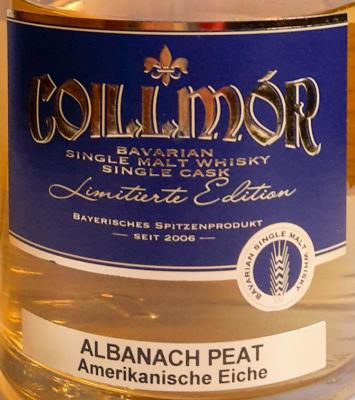 COILLMÓR
BAVARIAN
SINGLE MALT WHISKY
SINGLE CASK
Limitierte Edition
BAYERISCHES SPITZENPRODUKT
— SEIT 2006 —
BAVARIAN SINGLE MALT WHISKY
ALBANACH PEAT
Amerikanische Eiche